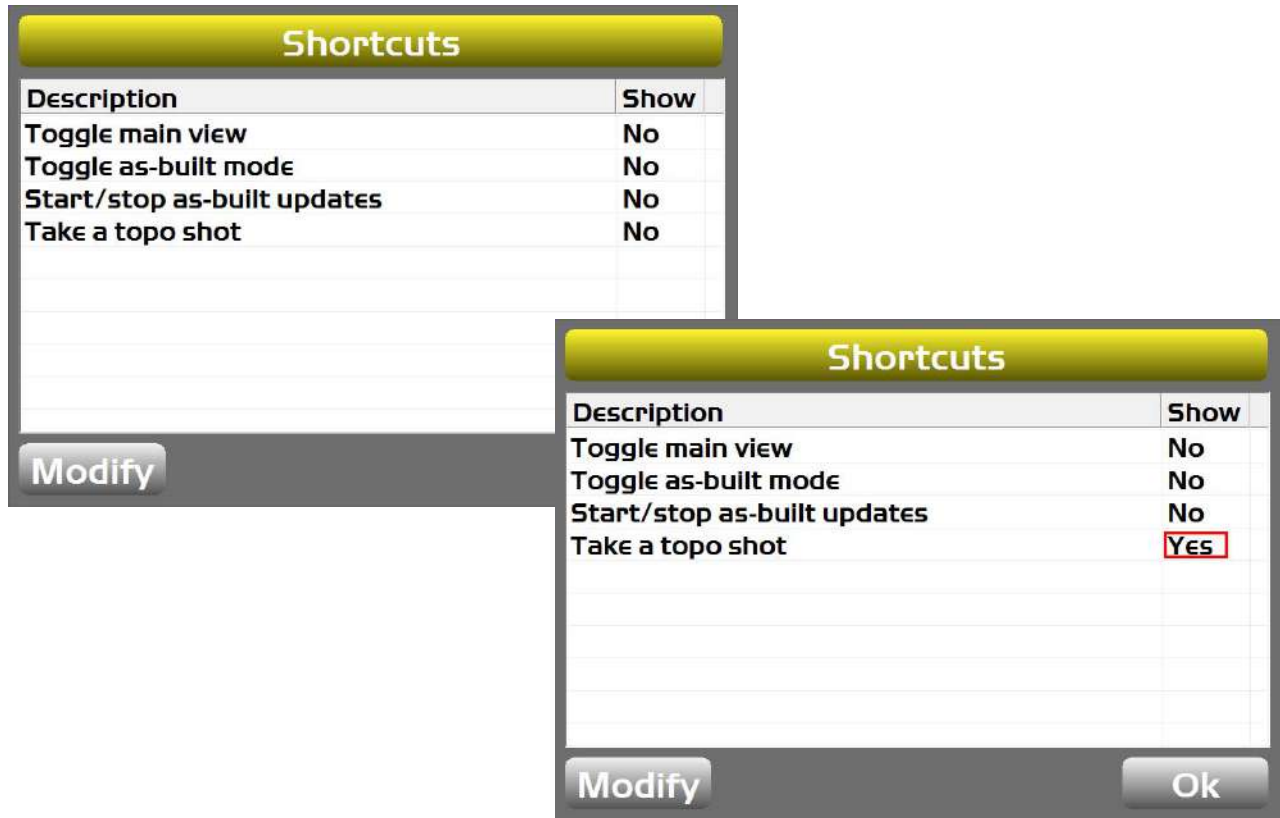 Shortcuts
Description Show
Toggle main view No
Toggle as-built mode No
Start/stop as-built updates No
Take a topo shot No
Modify
Shortcuts
Description Show
Toggle main view No
Toggle as-built mode No
Start/stop as-built updates No
Take a topo shot Yes
Modify Ok